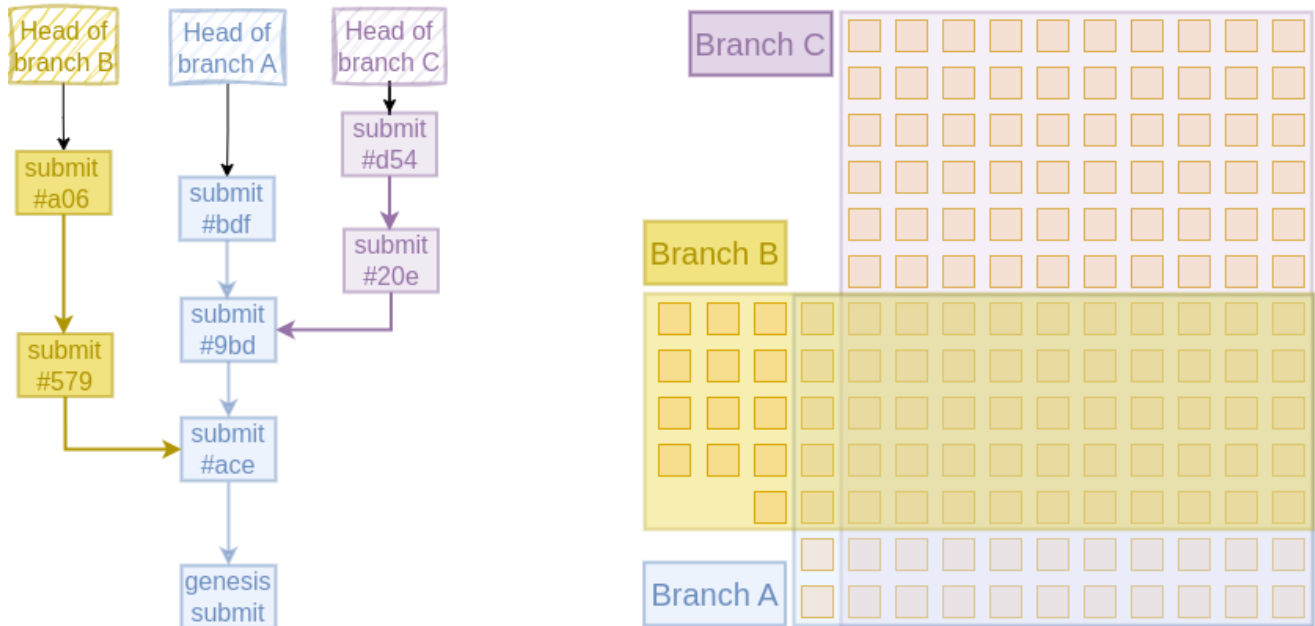 Head of
branch B
Head of
branch A
Head of
branch C
submit
#d54
submit
#a06
submit
#bdf
submit
#20e
submit
#9bd
submit
#579
submit
#ace
genesis
submit
Branch C
Branch B
Branch A